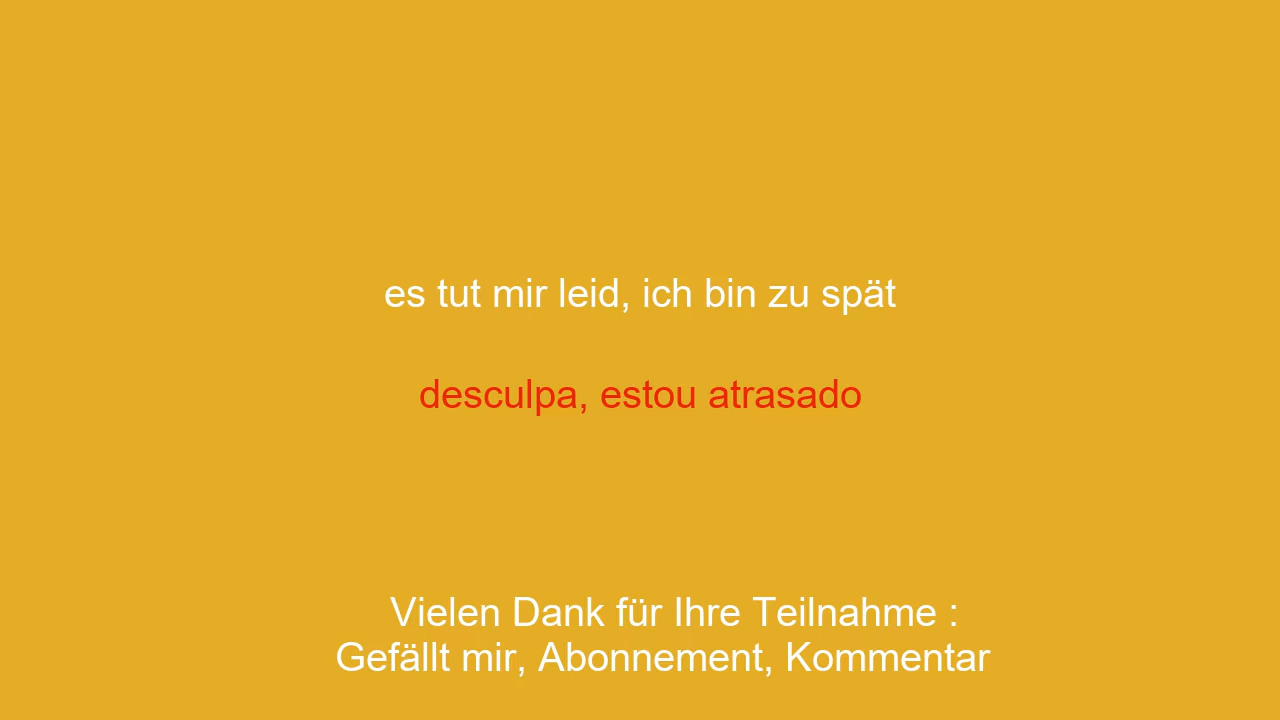 es tut mir leid, ich bin zu spät
desculpa, estou atrasado
Vielen Dank für Ihre Teilnahme :
Gefällt mir, Abonnement, Kommentar